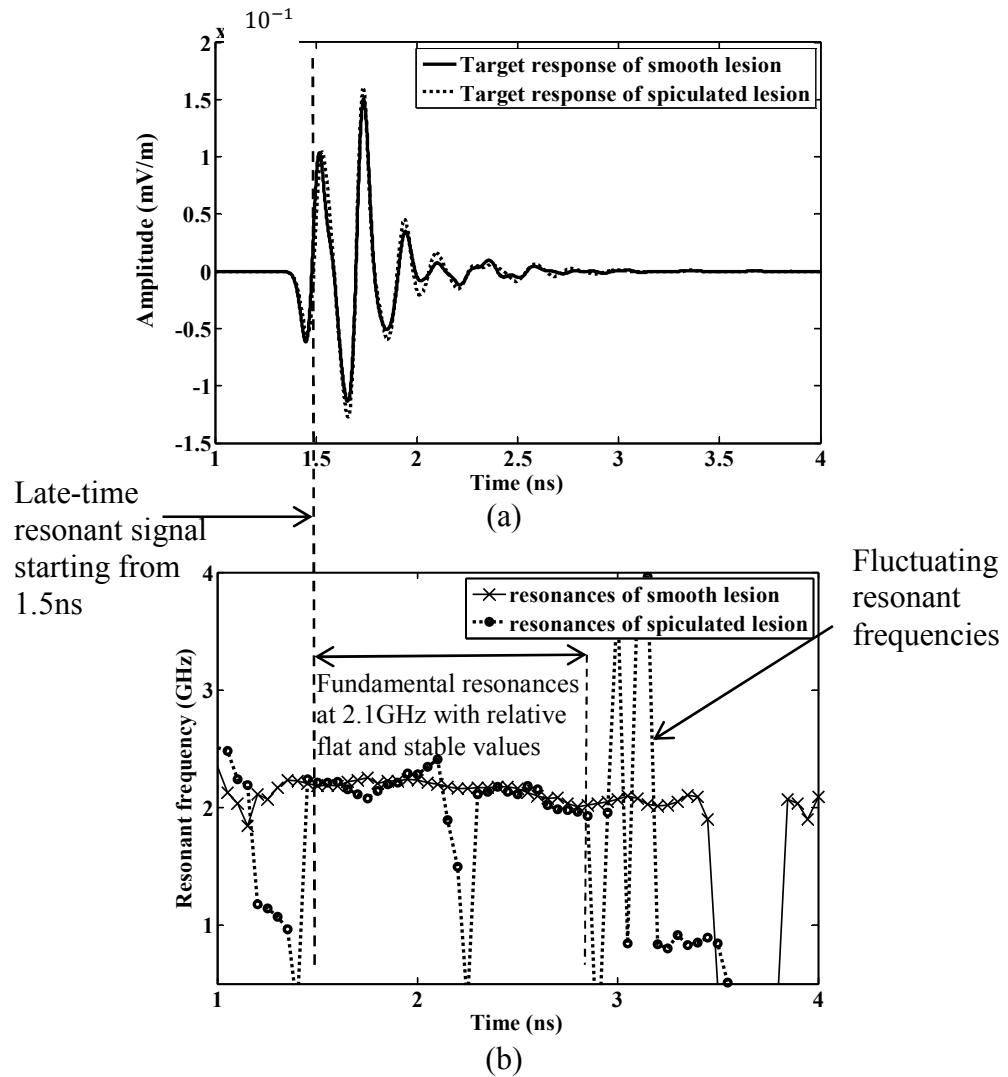 x 10⁻¹
2
1.5
1
0.5
0
-0.5
-1
-1.5
Amplitude (mV/m)
Target response of smooth lesion
Target response of spiculated lesion
1 1.5 2 2.5 3 3.5 4
Time (ns)
(a)
Late-time
resonant signal
starting from
1.5ns
Fluctuating
resonant
frequencies
4
3
2
1
Resonant frequency (GHz)
resonances of smooth lesion
resonances of spiculated lesion
Fundamental resonances
at 2.1GHz with relative
flat and stable values
1 2 3 4
Time (ns)
(b)